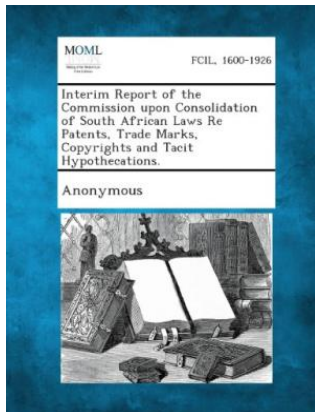 MOML
FCIL, 1600-1926
Interim Report of the
Commission upon Consolidation
of South African Laws Re
Patents, Trade Marks,
Copyrights and Tacit
Hypothecations.
Anonymous